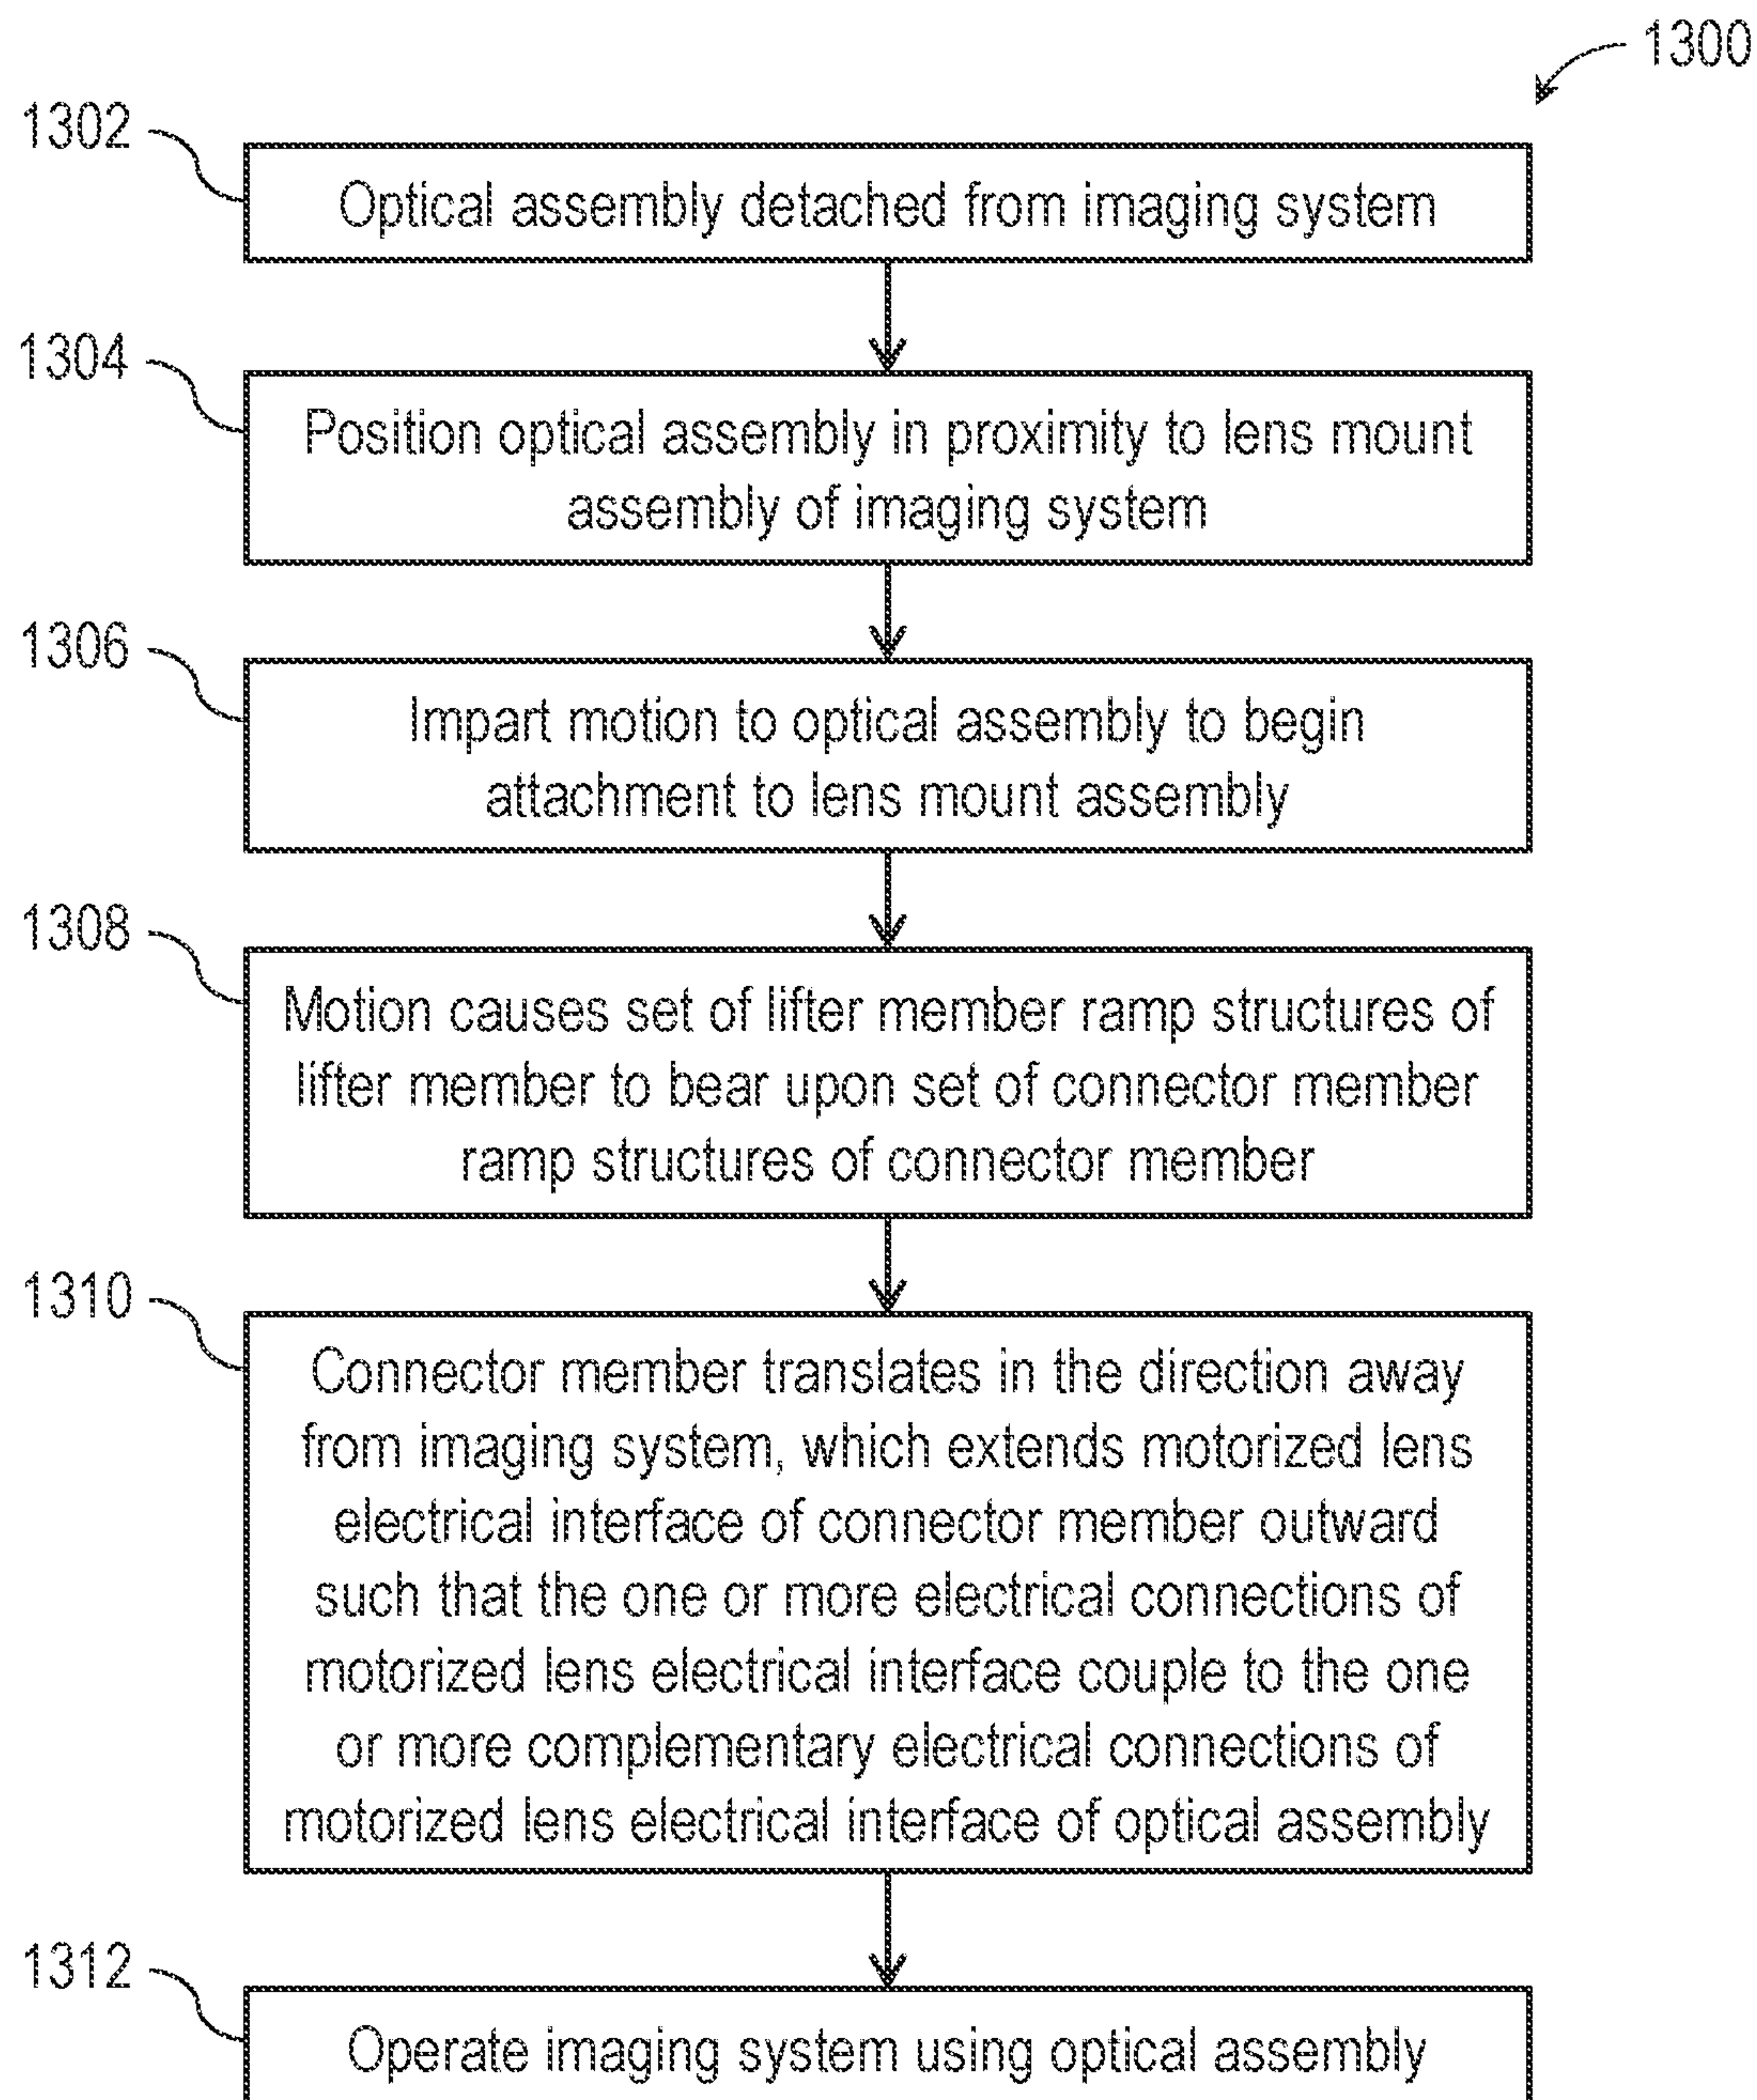 1300
1302
Optical assembly detached from imaging system
1304
Position optical assembly in proximity to lens mount
assembly of imaging system
1306
Impart motion to optical assembly to begin
attachment to lens mount assembly
1308
Motion causes set of lifter member ramp structures of
lifter member to bear upon set of connector member
ramp structures of connector member
1310
Connector member translates in the direction away
from imaging system, which extends motorized lens
electrical interface of connector member outward
such that the one or more electrical connections of
motorized lens electrical interface couple to the one
or more complementary electrical connections of
motorized lens electrical interface of optical assembly
1312
Operate imaging system using optical assembly